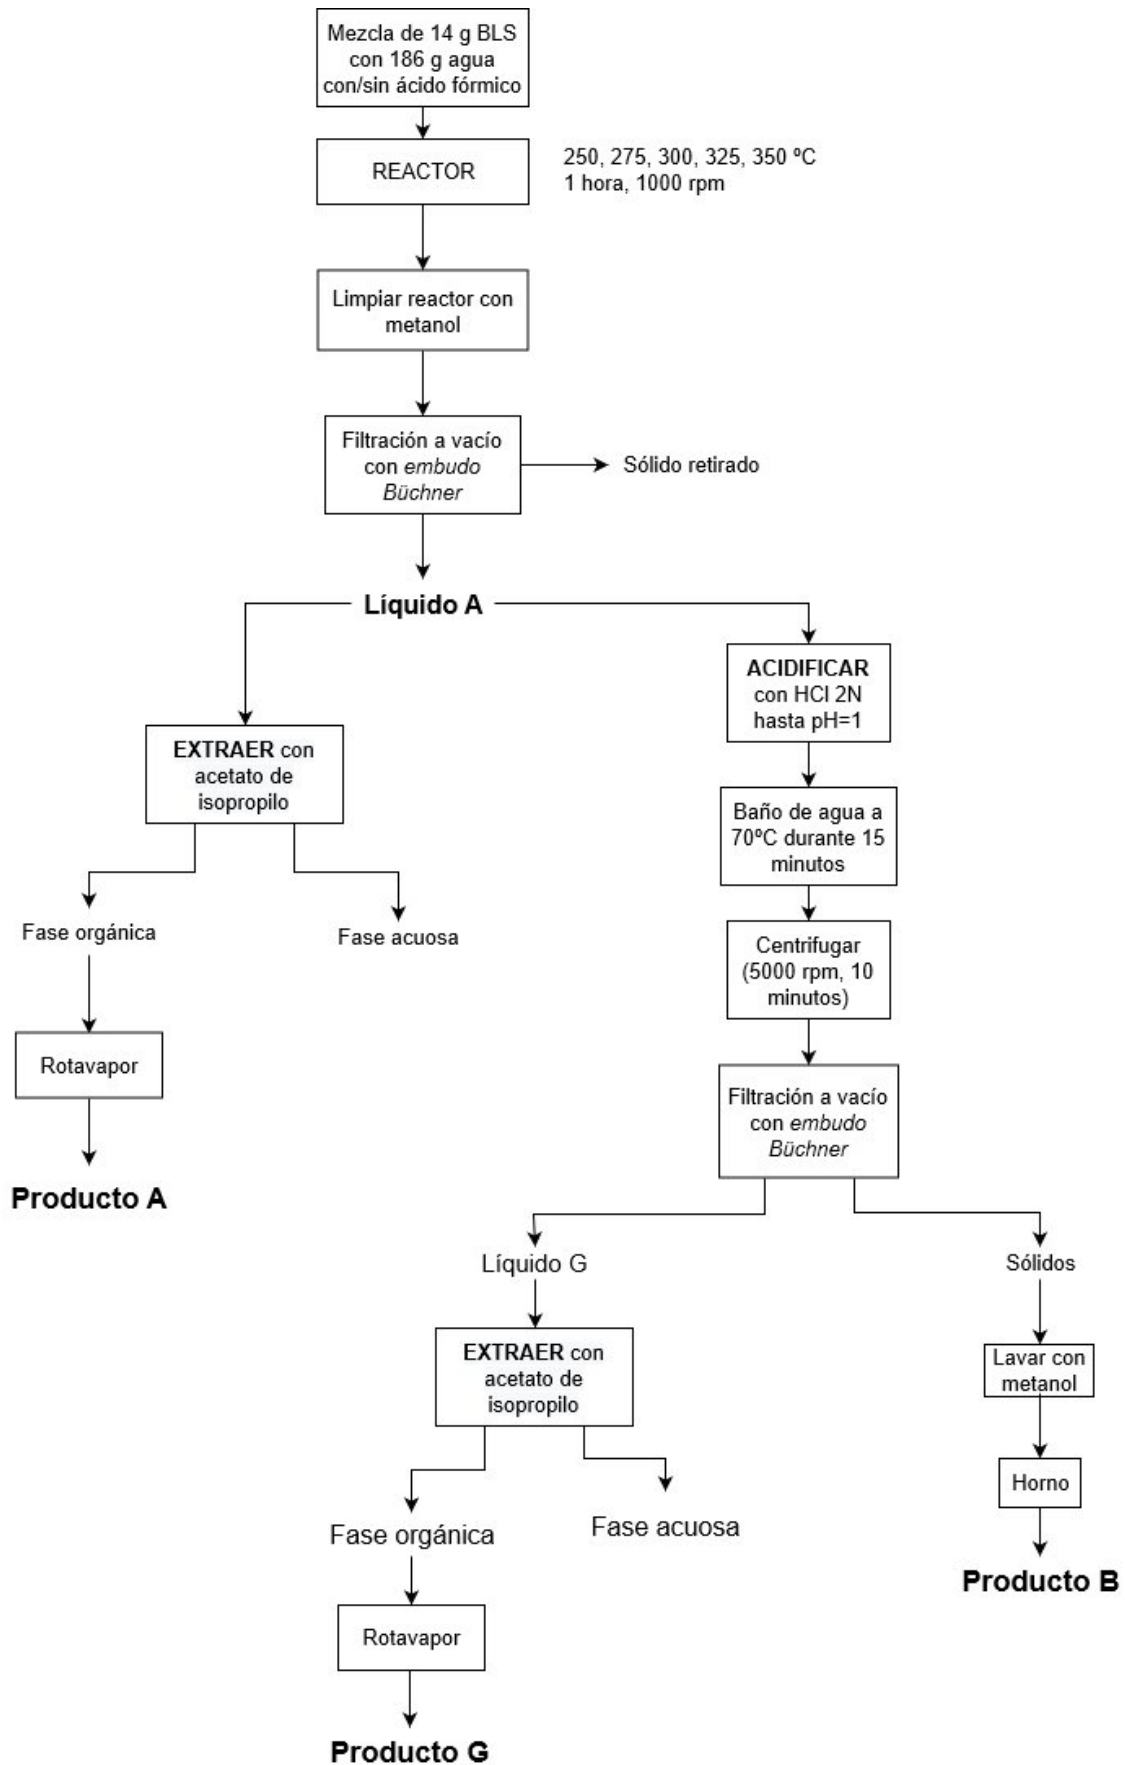 Mezcla de 14 g BLS
con 186 g agua
con/sin ácido fórmico
REACTOR
250, 275, 300, 325, 350 ºC
1 hora, 1000 rpm
Limpiar reactor con
metanol
Filtración a vacío
con embudo
Büchner
Sólido retirado
Líquido A
EXTRAER con
acetato de
isopropilo
Fase orgánica
Fase acuosa
Rotavapor
Producto A
ACIDIFICAR
con HCl 2N
hasta pH=1
Baño de agua a
70ºC durante 15
minutos
Centrifugar
(5000 rpm, 10
minutos)
Filtración a vacío
con embudo
Büchner
Líquido G
EXTRAER con
acetato de
isopropilo
Fase orgánica
Fase acuosa
Rotavapor
Producto G
Sólidos
Lavar con
metanol
Horno
Producto B